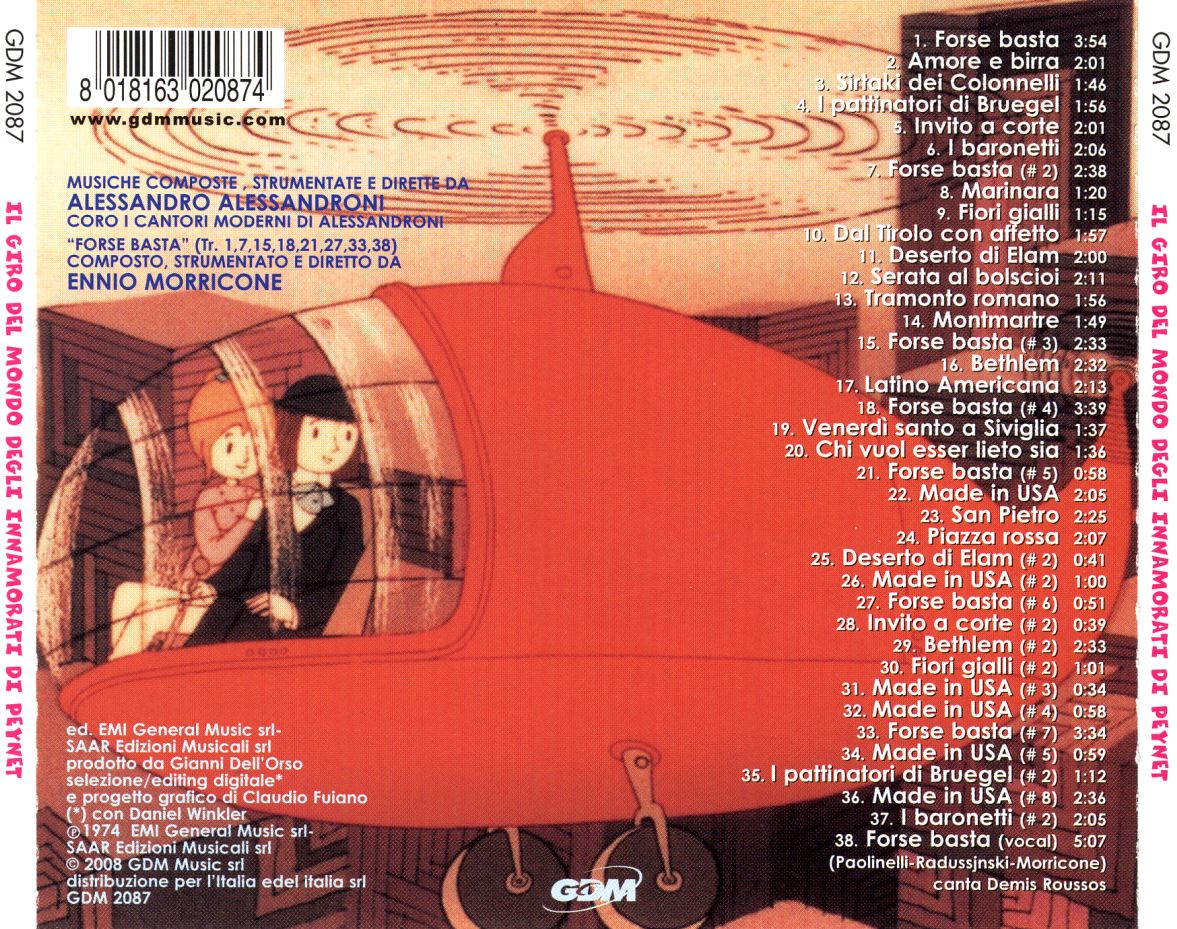 GDM 2087
IL GIRO DEL MONDO DEGLI INNAMORATI DI PEYNET
8 018163 020874
www.gdmmusic.com
MUSICHE COMPOSTE , STRUMENTATE E DIRETTE DA
ALESSANDRO ALESSANDRONI
CORO I CANTORI MODERNI DI ALESSANDRONI
“FORSE BASTA” (Tr. 1,7,15,18,21,27,33,38)
COMPOSTO, STRUMENTATO E DIRETTO DA
ENNIO MORRICONE
1. Forse basta 3:54
2. Amore e birra 2:01
3. Sirtaki dei Colonnelli 1:46
4. I pattinatori di Bruegel 1:56
5. Invito a corte 2:01
6. I baronetti 2:06
7. Forse basta (# 2) 2:38
8. Marinara 1:20
9. Fiori gialli 1:15
10. Dal Tirolo con affetto 1:57
11. Deserto di Elam 2:00
12. Serata al bolscioi 2:11
13. Tramonto romano 1:56
14. Montmartre 1:49
15. Forse basta (# 3) 2:33
16. Bethlem 2:32
17. Latino Americana 2:13
18. Forse basta (# 4) 3:39
19. Venerdì santo a Siviglia 1:37
20. Chi vuol esser lieto sia 1:36
21. Forse basta (# 5) 0:58
22. Made in USA 2:05
23. San Pietro 2:25
24. Piazza rossa 2:07
25. Deserto di Elam (# 2) 0:41
26. Made in USA (# 2) 1:00
27. Forse basta (# 6) 0:51
28. Invito a corte (# 2) 0:39
29. Bethlem (# 2) 2:33
30. Fiori gialli (# 2) 1:01
31. Made in USA (# 3) 0:34
32. Made in USA (# 4) 0:58
33. Forse basta (# 7) 3:34
34. Made in USA (# 5) 0:59
35. I pattinatori di Bruegel (# 2) 1:12
36. Made in USA (# 8) 2:36
37. I baronetti (# 2) 2:05
38. Forse basta (vocal) 5:07
(Paolinelli-Radussjnski-Morricone)
canta Demis Roussos
ed. EMI General Music srl-
SAAR Edizioni Musicali srl
prodotto da Gianni Dell'Orso
selezione/editing digitale*
e progetto grafico di Claudio Fuiano
(*) con Daniel Winkler
℗1974 EMI General Music srl-
SAAR Edizioni Musicali srl
© 2008 GDM Music srl
distribuzione per l'Italia edel italia srl
GDM 2087
GDM
GDM 2087
IL GIRO DEL MONDO DEGLI INNAMORATI DI PEYNET